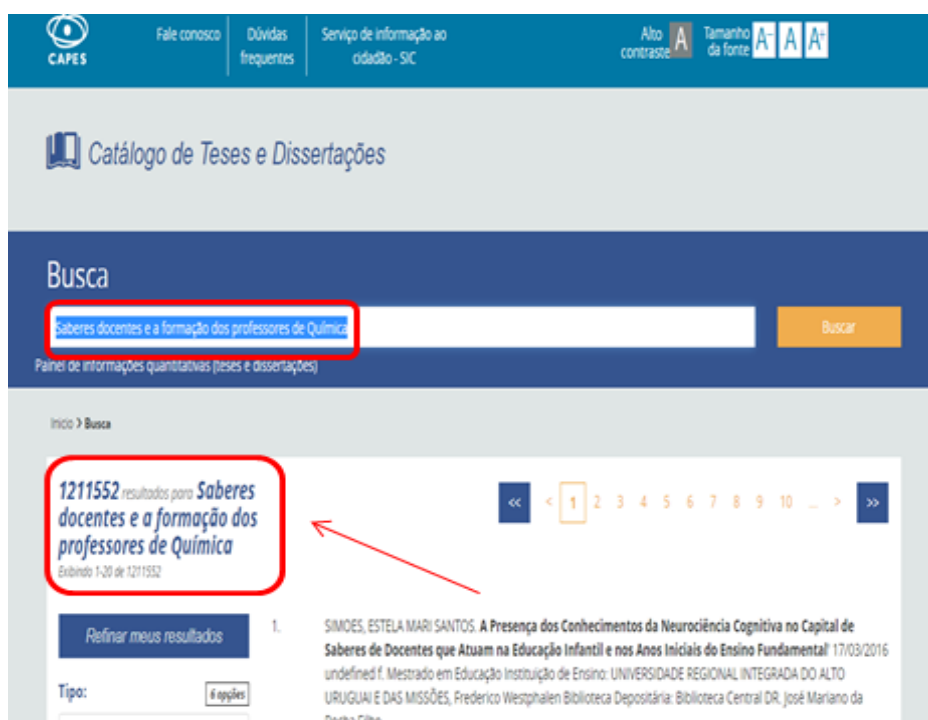 CAPES
Fale conosco
Dúvidas
frequentes
Serviço de informação ao
cidadão - SIC
Alto
contraste A
Tamanho
da fonte A- A A+
Catálogo de Teses e Dissertações
Busca
Saberes docentes e a formação dos professores de Química
Buscar
Painel de informações quantitativas (teses e dissertações)
Início > Busca
1211552 resultados para Saberes
docentes e a formação dos
professores de Química
Exibindo 1-20 de 1211552
« < 1 2 3 4 5 6 7 8 9 10 ... > »
Refinar meus resultados
Tipo: 6 opções
1. SIMOES, ESTELA MARI SANTOS. A Presença dos Conhecimentos da Neurociência Cognitiva no Capital de
Saberes de Docentes que Atuam na Educação Infantil e nos Anos Iniciais do Ensino Fundamental' 17/03/2016
undefined f. Mestrado em Educação Instituição de Ensino: UNIVERSIDADE REGIONAL INTEGRADA DO ALTO
URUGUAI E DAS MISSÕES, Frederico Westphalen Biblioteca Depositária: Biblioteca Central DR. José Mariano da
Rocha Filho